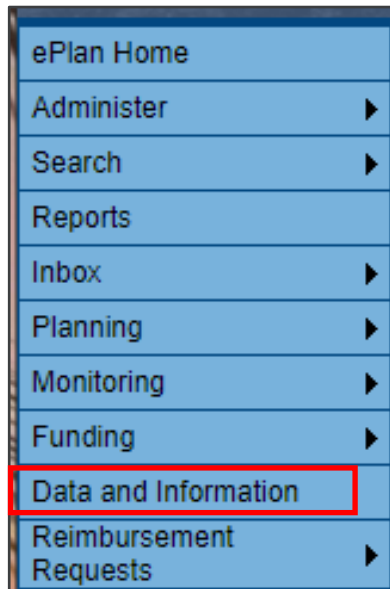 ePlan Home
Administer
Search
Reports
Inbox
Planning
Monitoring
Funding
Data and Information
Reimbursement
Requests